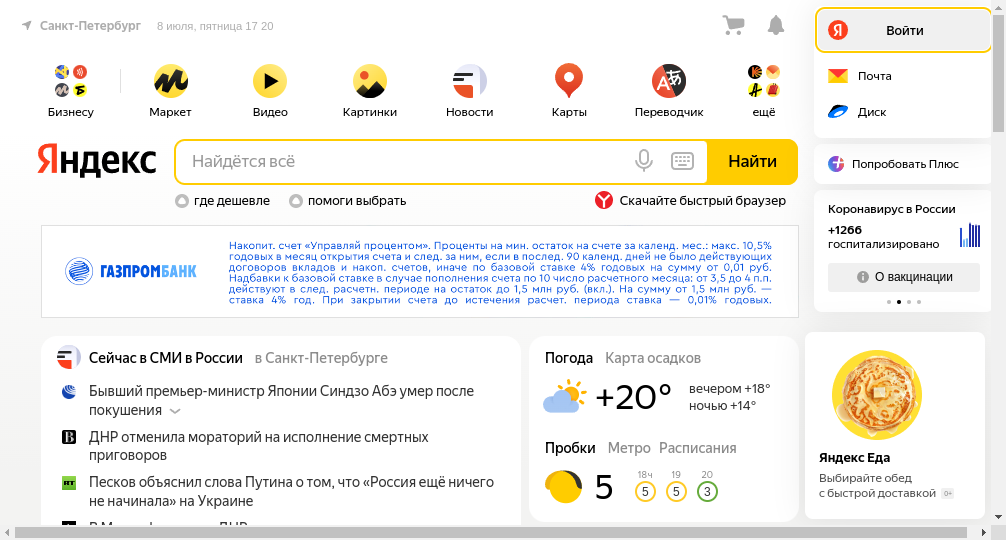 Санкт-Петербург 8 июля, пятница 17 20
Войти
Почта
Диск
Бизнесу Маркет Видео Картинки Новости Карты Переводчик ещё
Яндекс Найдётся всё Найти
где дешевле помоги выбрать Скачайте быстрый браузер
Попробовать Плюс
Коронавирус в России
+1266
госпитализировано
О вакцинации
ГАЗПРОМБАНК
Накопит. счет «Управляй процентом». Проценты на мин. остаток на счете за календ. мес.: макс. 10,5%
годовых в месяц открытия счета и след. за ним, если в послед. 90 календ. дней не было действующих
договоров вкладов и накоп. счетов, иначе по базовой ставке 4% годовых на сумму от 0,01 руб.
Надбавки к базовой ставке в случае пополнения счета по 10 число расчетного месяца: от 3,5 до 4 п.п.
действуют в след. расчетн. периоде на остаток до 1,5 млн руб. (вкл.). На сумму от 1,5 млн руб. —
ставка 4% год. При закрытии счета до истечения расчет. периода ставка — 0,01% годовых.
Сейчас в СМИ в России в Санкт-Петербурге
Бывший премьер-министр Японии Синдзо Абэ умер после
покушения
ДНР отменила мораторий на исполнение смертных
приговоров
Песков объяснил слова Путина о том, что «Россия ещё ничего
не начинала» на Украине
Погода Карта осадков
+20°
вечером +18°
ночью +14°
Пробки Метро Расписания
5
18ч 19 20
5 5 3
Яндекс Еда
Выбирайте обед
с быстрой доставкой 0+